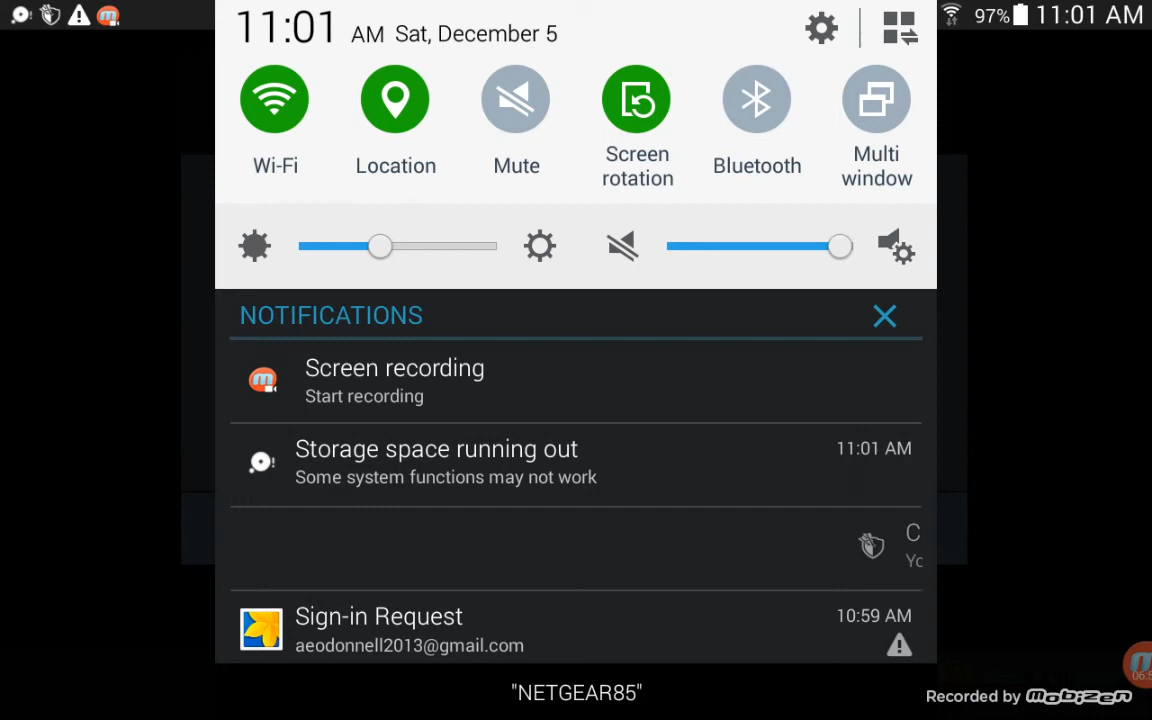 97% 11:01 AM
11:01 AM Sat, December 5
Wi-Fi
Location
Mute
Screen
rotation
Bluetooth
Multi
window
NOTIFICATIONS
Screen recording
Start recording
Storage space running out
11:01 AM
Some system functions may not work
C
Yo
Sign-in Request
10:59 AM
aeodonnell2013@gmail.com
"NETGEAR85"
Recorded by mobizen